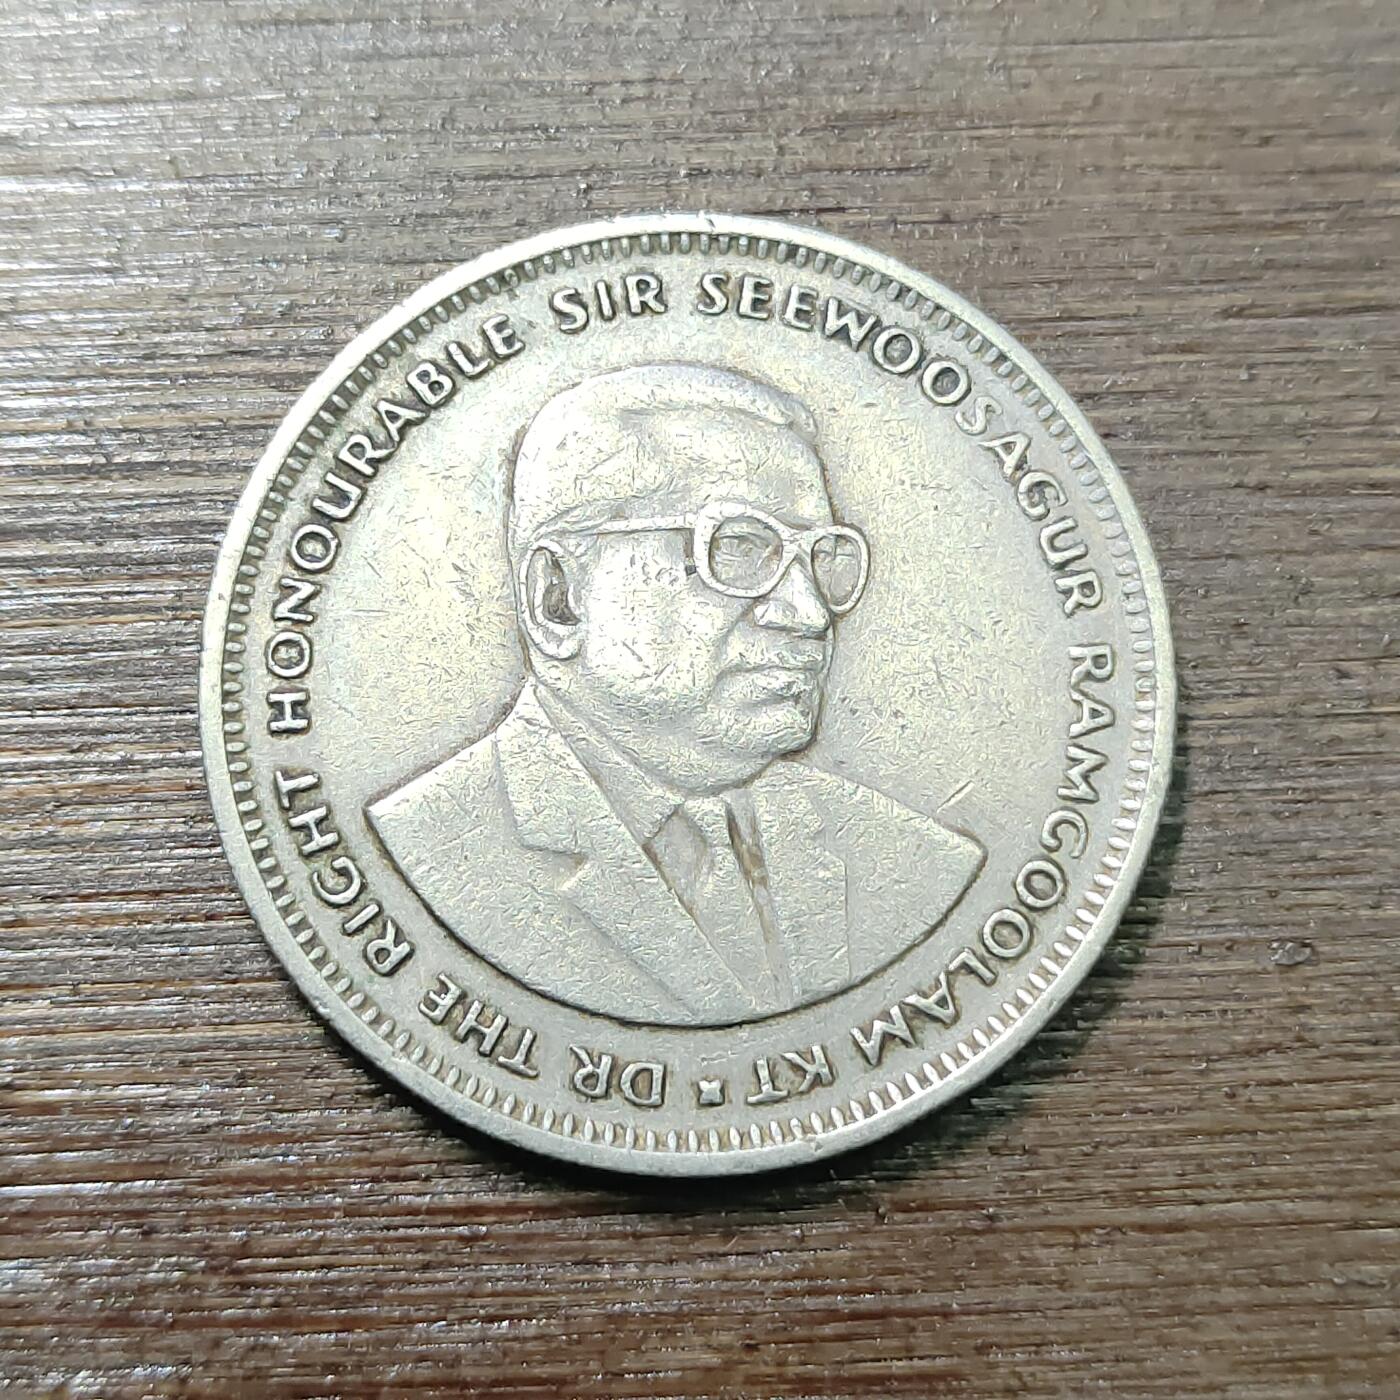 DR THE RIGHT HONOURABLE SIR SEEWOOSAGUR RAMGOOLAM KT